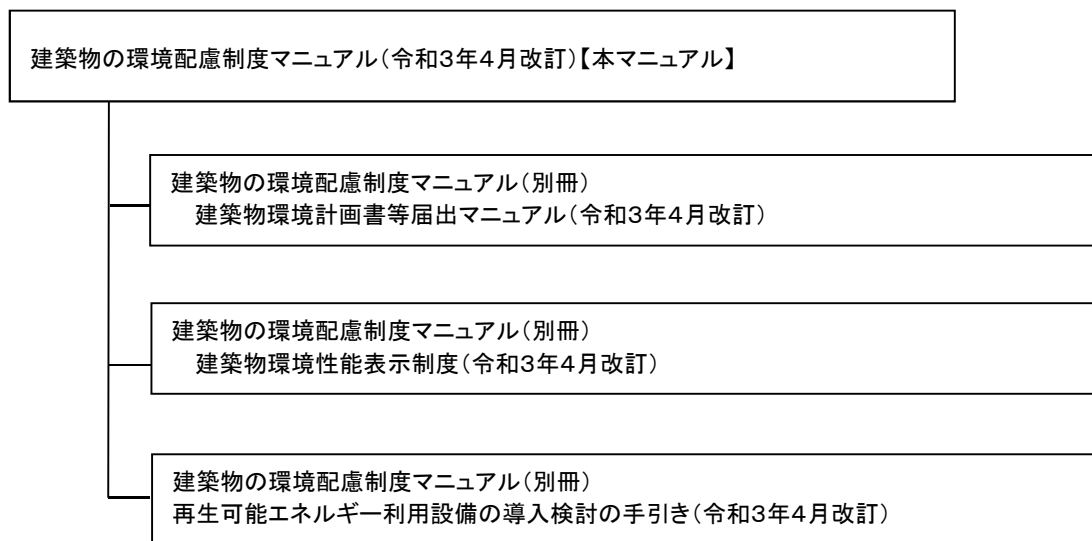 建築物の環境配慮制度マニュアル(令和3年4月改訂)【本マニュアル】
建築物の環境配慮制度マニュアル(別冊)
建築物環境計画書等届出マニュアル(令和3年4月改訂)
建築物の環境配慮制度マニュアル(別冊)
建築物環境性能表示制度(令和3年4月改訂)
建築物の環境配慮制度マニュアル(別冊)
再生可能エネルギー利用設備の導入検討の手引き(令和3年4月改訂)